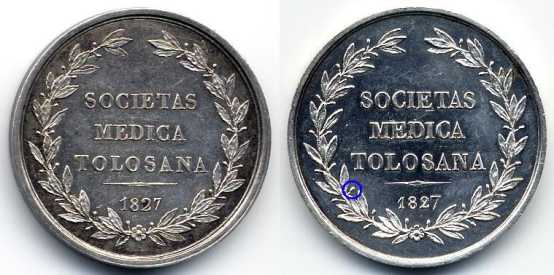 SOCIETAS
MEDICA
TOLOSANA
1827
SOCIETAS
MEDICA
TOLOSANA
1827